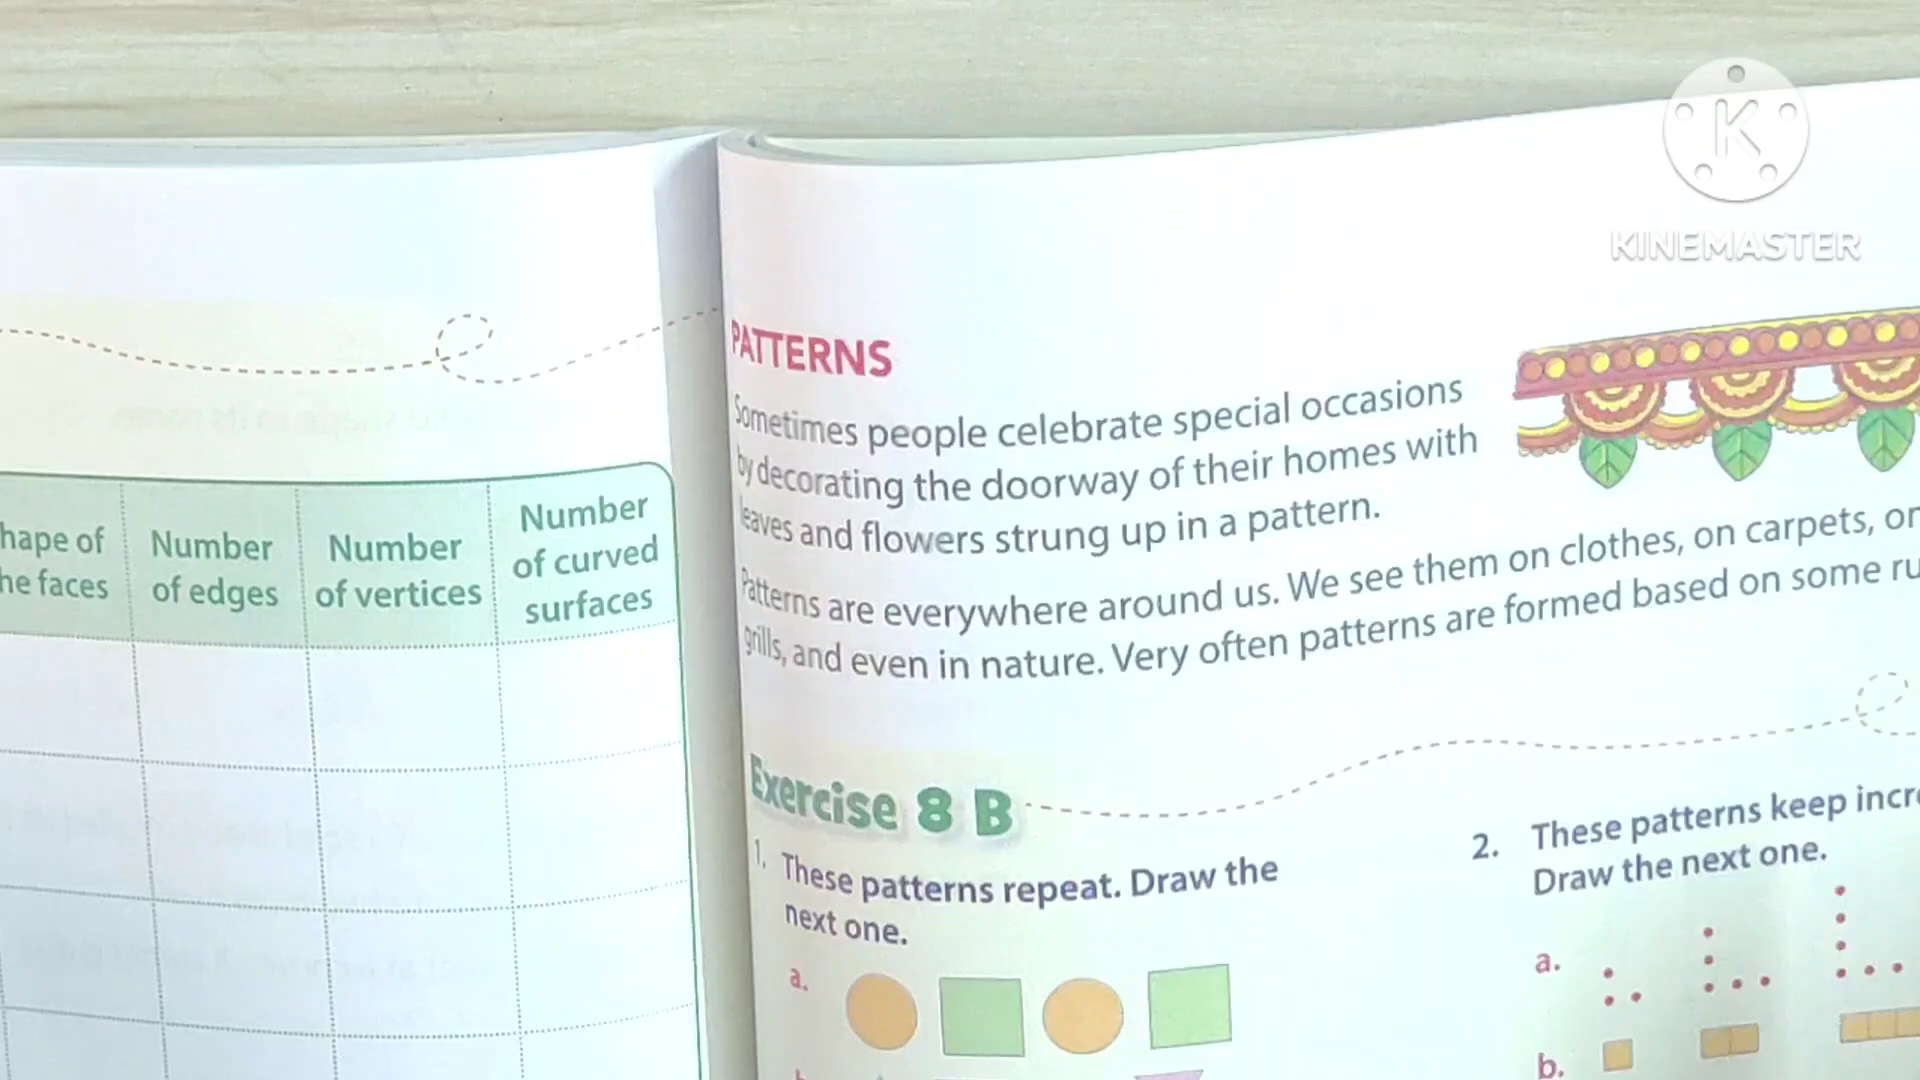 KINEMASTER
hape of
he faces
Number
of edges
Number
of vertices
Number
of curved
surfaces
PATTERNS
Sometimes people celebrate special occasions
by decorating the doorway of their homes with
leaves and flowers strung up in a pattern.
Patterns are everywhere around us. We see them on clothes, on carpets, on
grills, and even in nature. Very often patterns are formed based on some ru
Exercise 8 B
1. These patterns repeat. Draw the
next one.
a.
2. These patterns keep incre
Draw the next one.
a.
b.